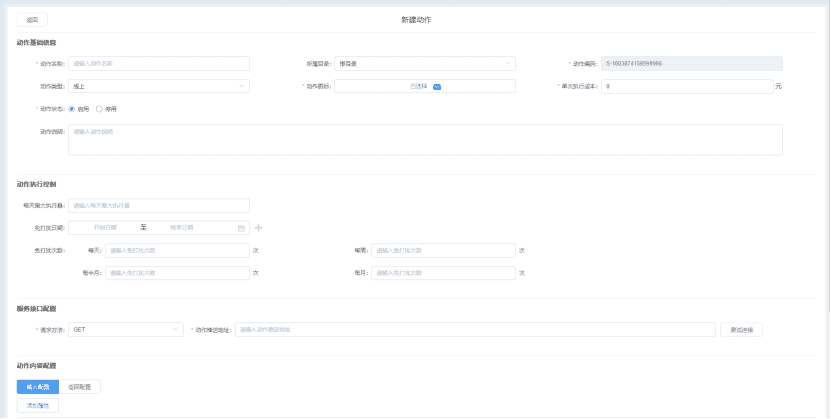 返回 新建动作
动作基础信息
* 动作名称: 请输入动作名称 所属目录: 根目录 * 动作编码:
动作类型: 线上 * 动作图标: 已选择 * 单次执行成本: 0 元
* 动作状态: 启用 停用
动作说明: 请输入动作说明
动作执行控制
每天最大执行量: 请输入每天最大执行量
免打扰日期: 开始日期 至 结束日期
免打扰次数: 每天: 请输入免打扰次数 次 每周: 请输入免打扰次数 次
每半月: 请输入免打扰次数 次 每月: 请输入免打扰次数 次
服务接口配置
* 请求方法: GET * 动作推送地址: 请输入动作推送地址 测试连接
动作内容配置
输入配置 返回配置
添加属性